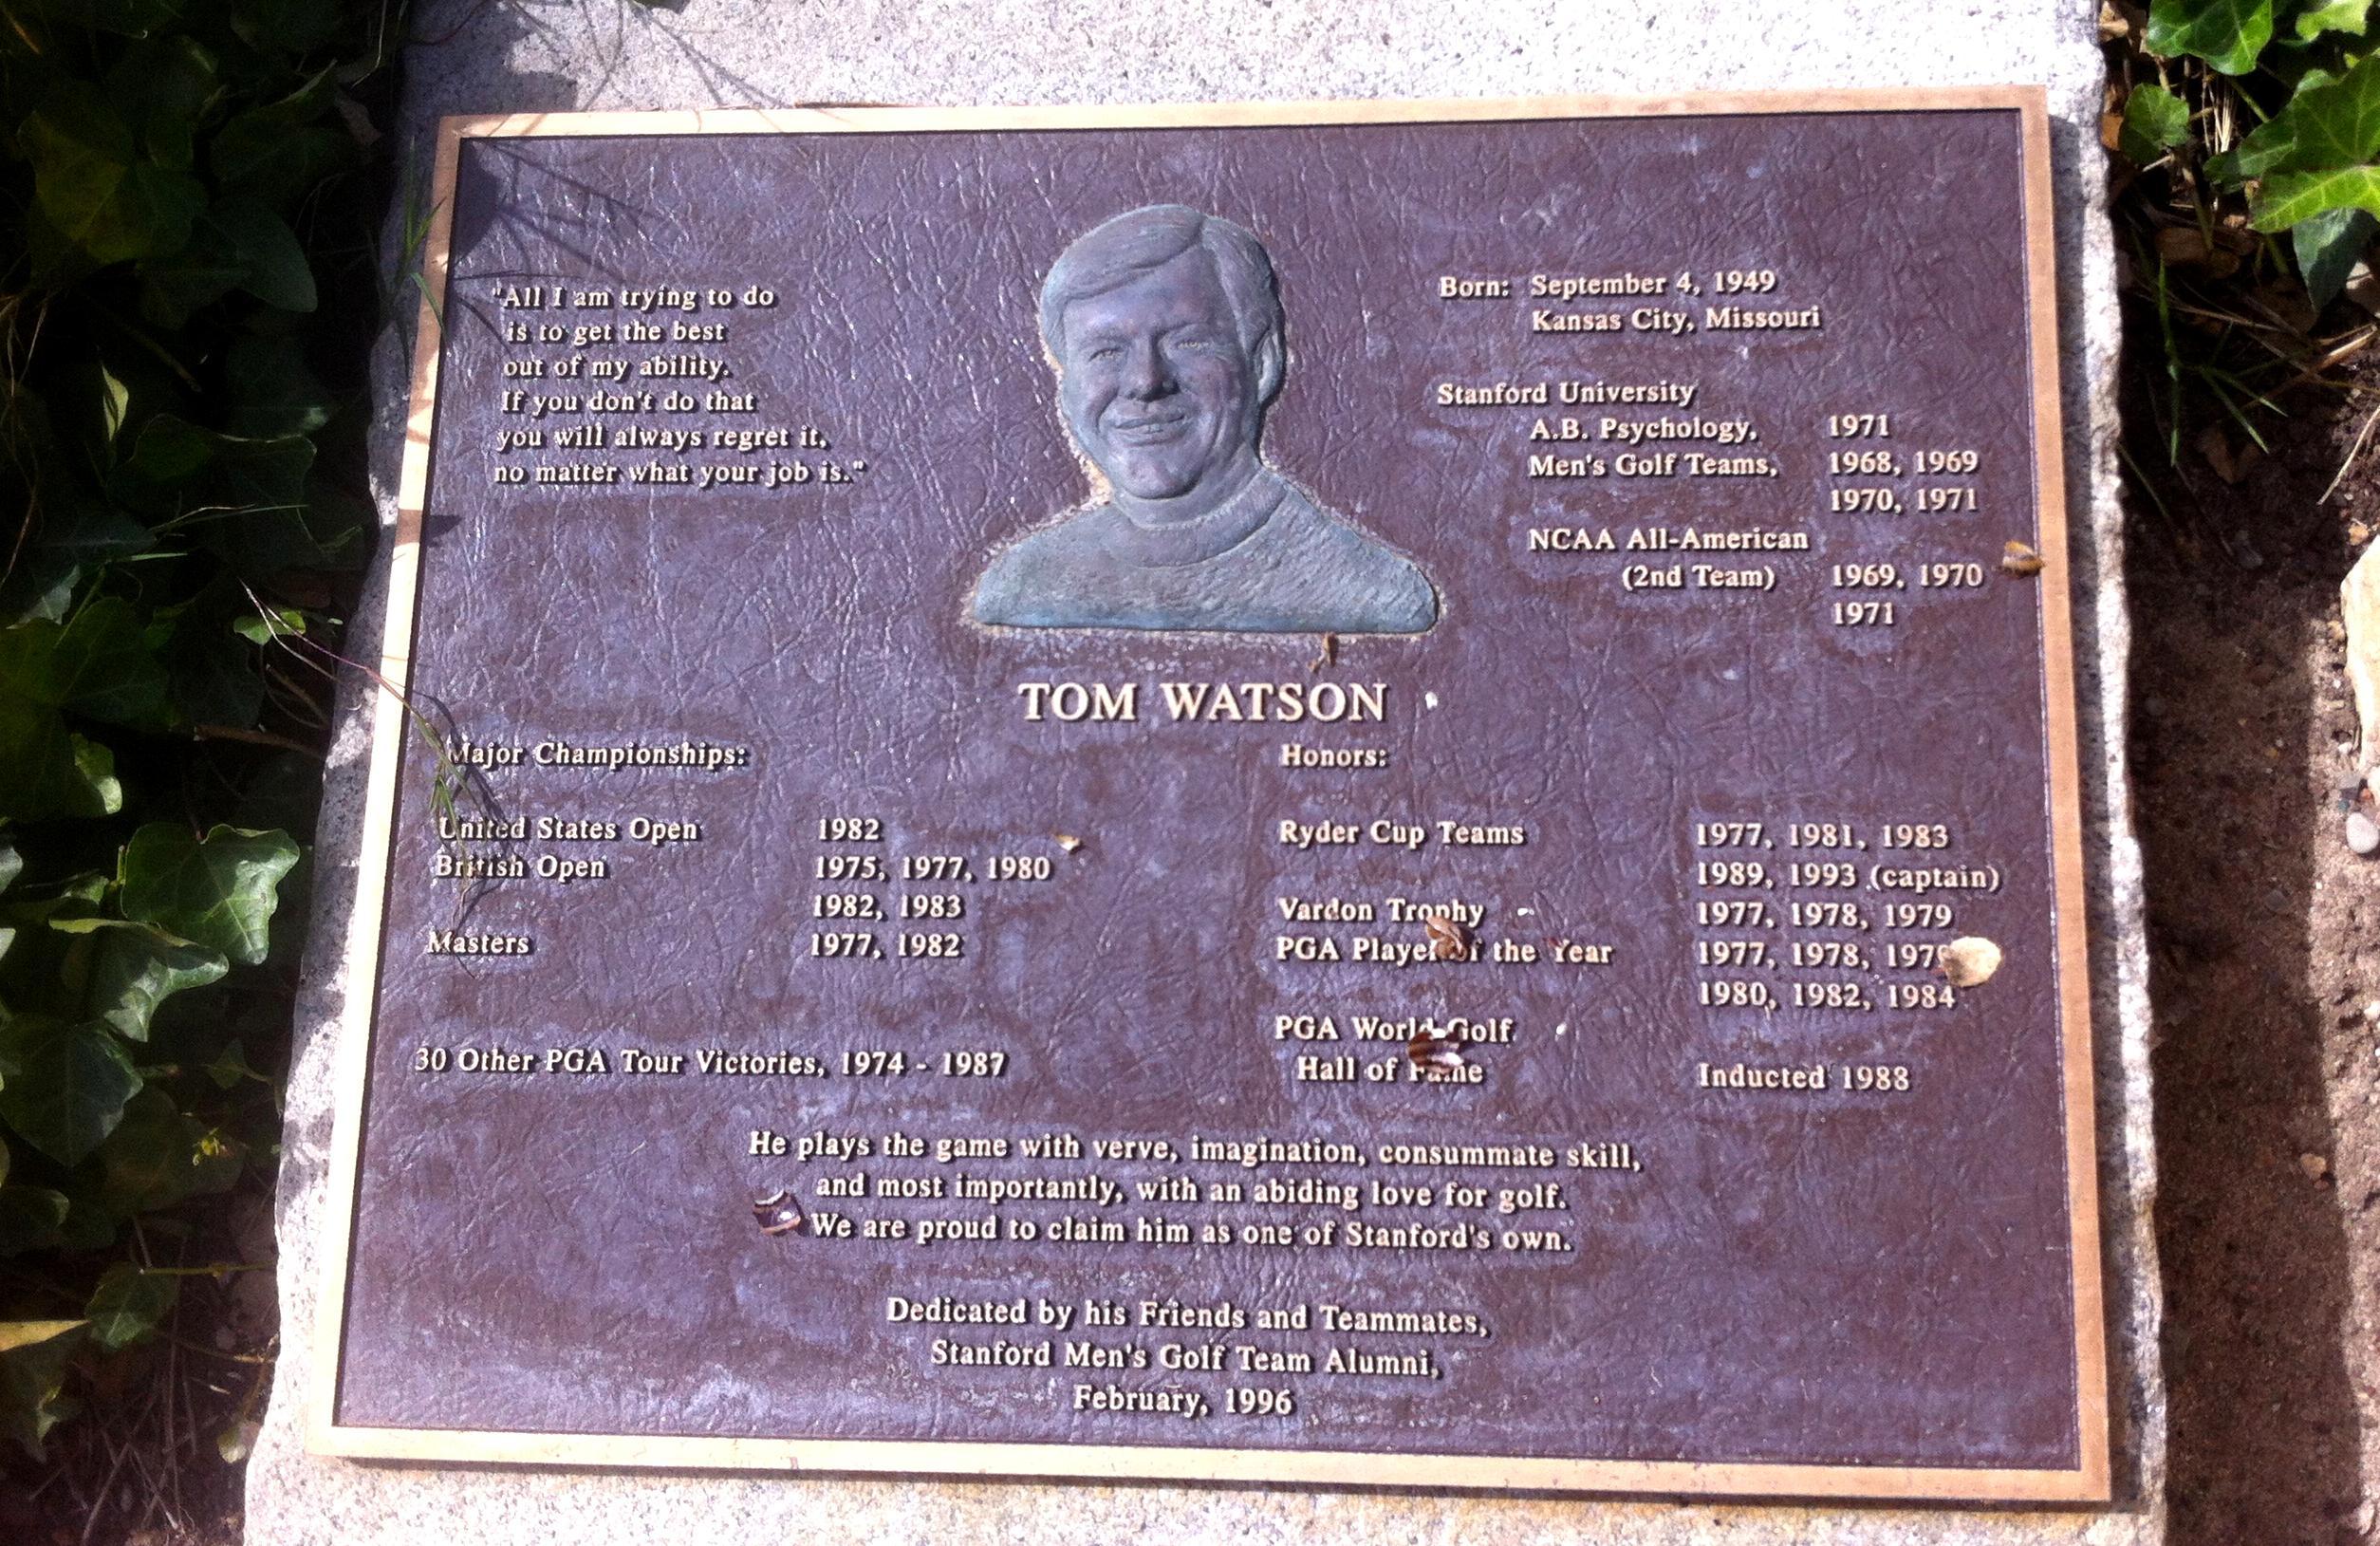 "All I am trying to do
is to get the best
out of my ability.
If you don't do that
you will always regret it,
no matter what your job is."
Born: September 4, 1949
Kansas City, Missouri
Stanford University
A.B. Psychology, 1971
Men's Golf Teams, 1968, 1969
1970, 1971
NCAA All-American
(2nd Team) 1969, 1970
1971
TOM WATSON
Major Championships:
United States Open 1982
British Open 1975, 1977, 1980
1982, 1983
Masters 1977, 1982
30 Other PGA Tour Victories, 1974 - 1987
Honors:
Ryder Cup Teams 1977, 1981, 1983
1989, 1993 (captain)
Vardon Trophy 1977, 1978, 1979
PGA Player of the Year 1977, 1978, 1979
1980, 1982, 1984
PGA World Golf
Hall of Fame Inducted 1988
He plays the game with verve, imagination, consummate skill,
and most importantly, with an abiding love for golf.
We are proud to claim him as one of Stanford's own.
Dedicated by his Friends and Teammates,
Stanford Men's Golf Team Alumni,
February, 1996